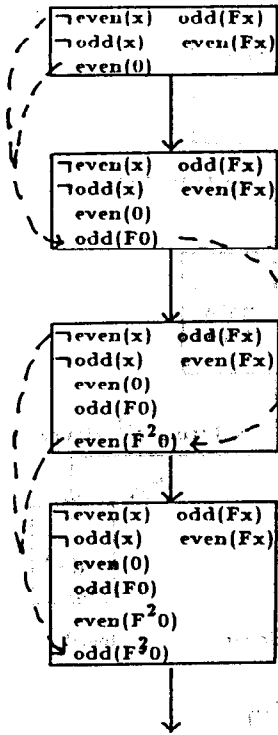 ¬even(x) odd(Fx)
¬odd(x) even(Fx)
even(0)
¬even(x) odd(Fx)
¬odd(x) even(Fx)
even(0)
odd(F0)
¬even(x) odd(Fx)
¬odd(x) even(Fx)
even(0)
odd(F0)
even(F²0)
¬even(x) odd(Fx)
¬odd(x) even(Fx)
even(0)
odd(F0)
even(F²0)
odd(F³0)